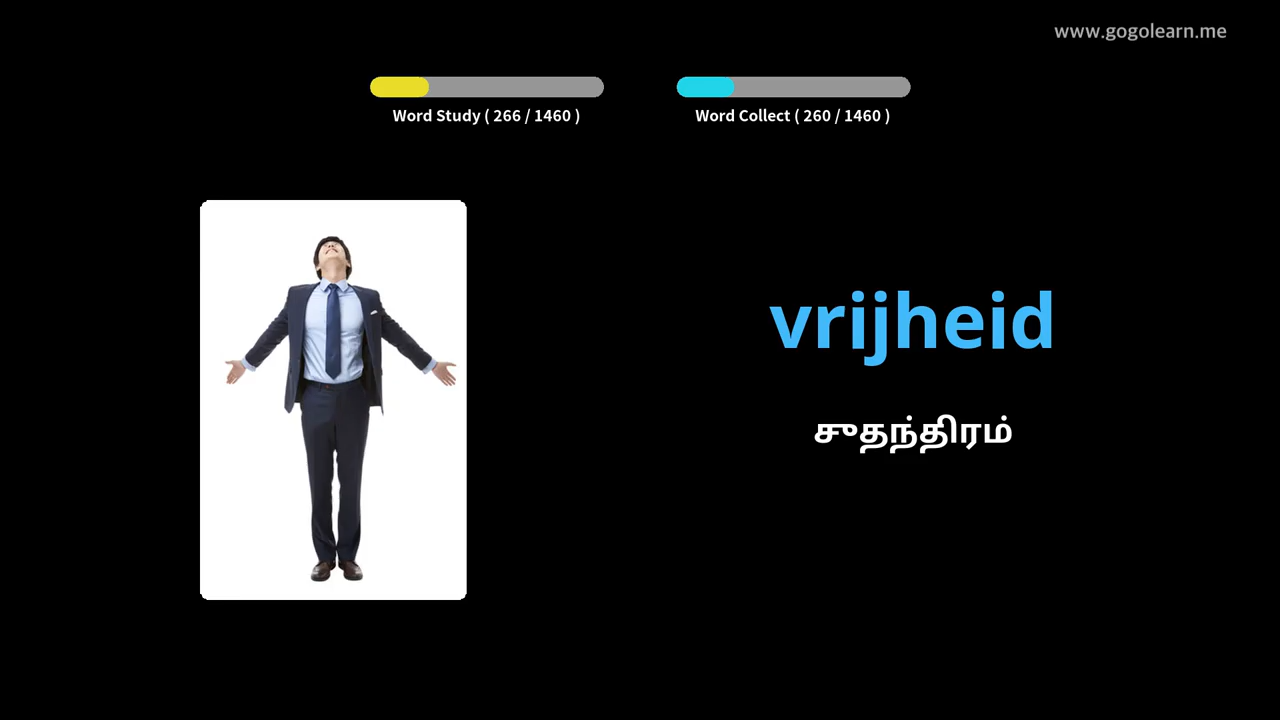 www.gogolearn.me
Word Study ( 266 / 1460 )
Word Collect ( 260 / 1460 )
vrijheid
சுதந்திரம்